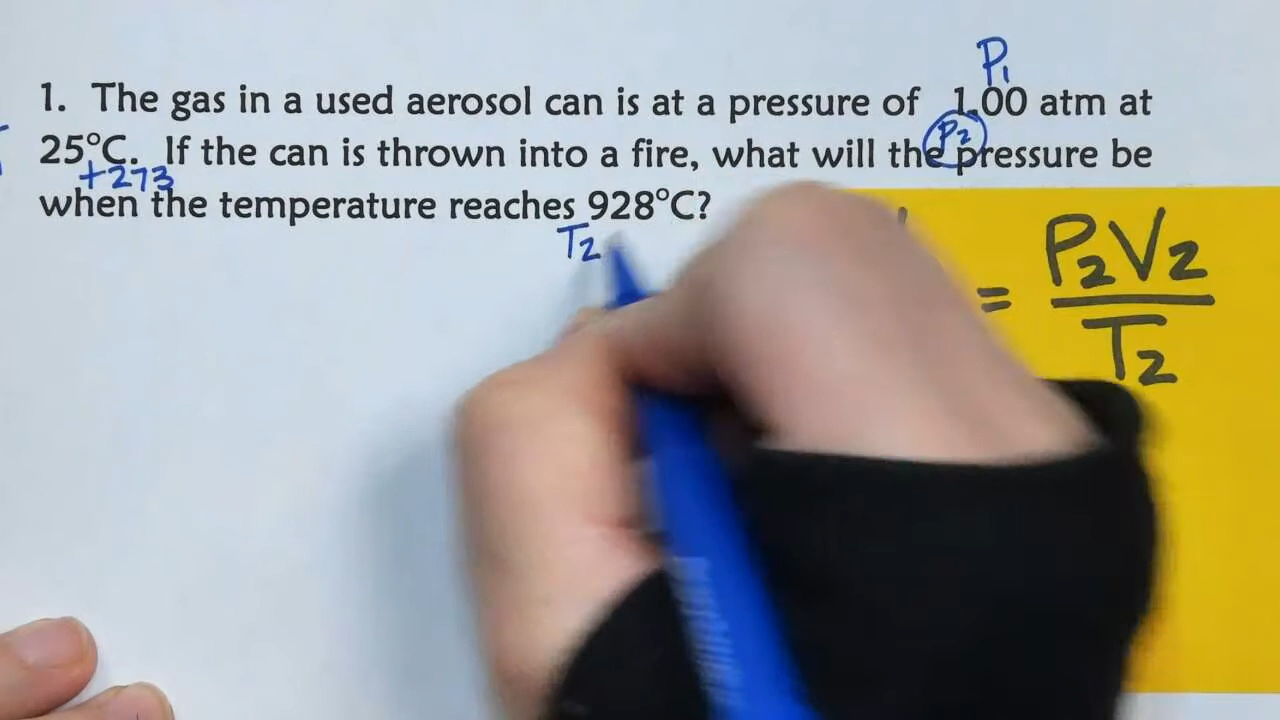 P₁
1. The gas in a used aerosol can is at a pressure of 1.00 atm at
P₂
25°C. If the can is thrown into a fire, what will the pressure be
+273
when the temperature reaches 928°C?
T₂
= P₂V₂
T₂